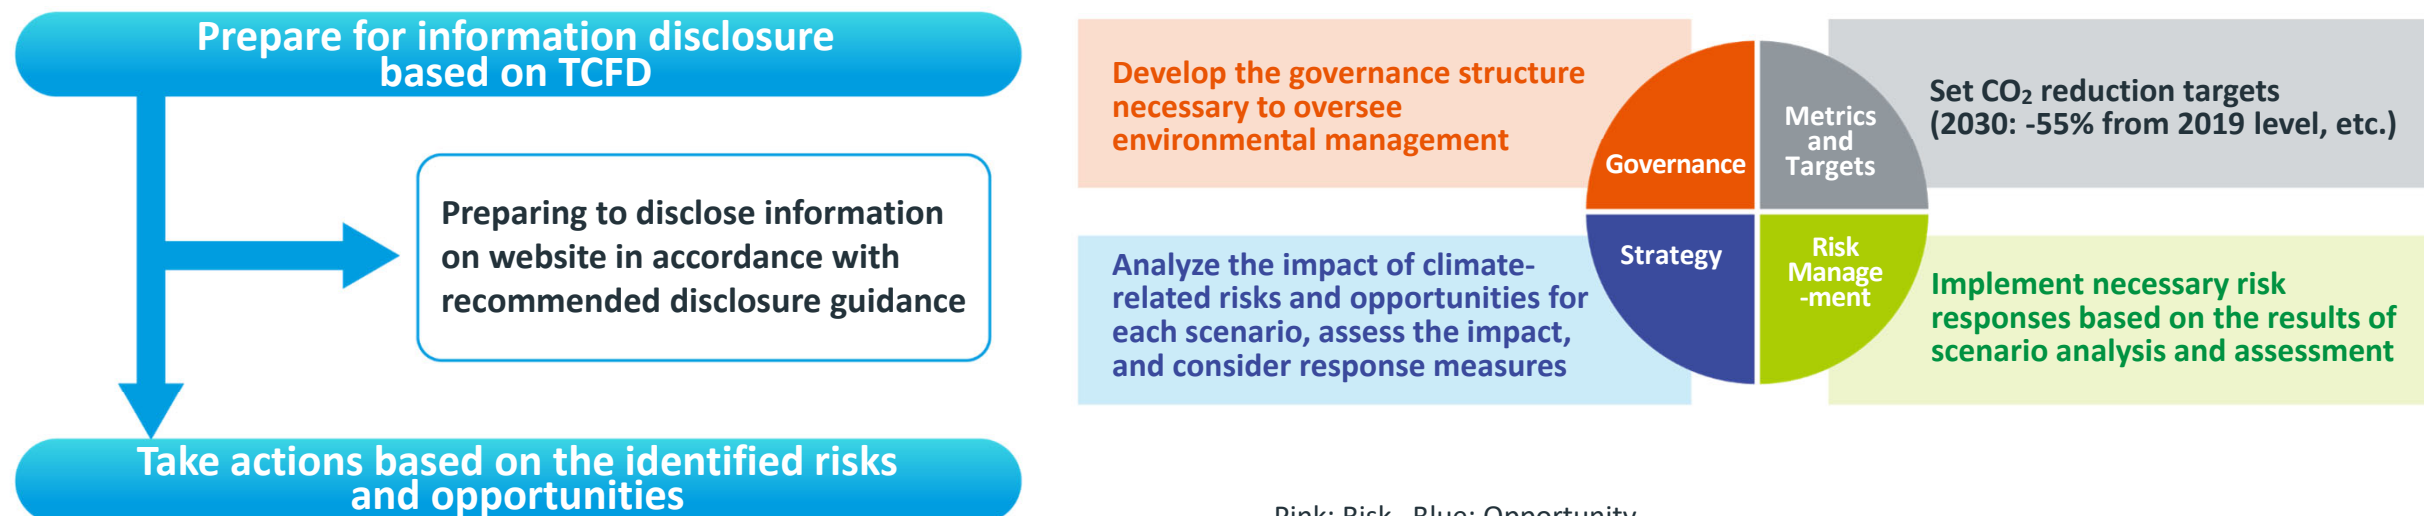 Prepare for information disclosure
based on TCFD
Preparing to disclose information
on website in accordance with
recommended disclosure guidance
Take actions based on the identified risks
and opportunities
Develop the governance structure
necessary to oversee
environmental management
Governance
Metrics
and
Targets
Set CO₂ reduction targets
(2030: -55% from 2019 level, etc.)
Analyze the impact of climate-
related risks and opportunities for
each scenario, assess the impact,
and consider response measures
Strategy
Risk
Manage
-ment
Implement necessary risk
responses based on the results of
scenario analysis and assessment
Pink: Risk Blue: Opportunity